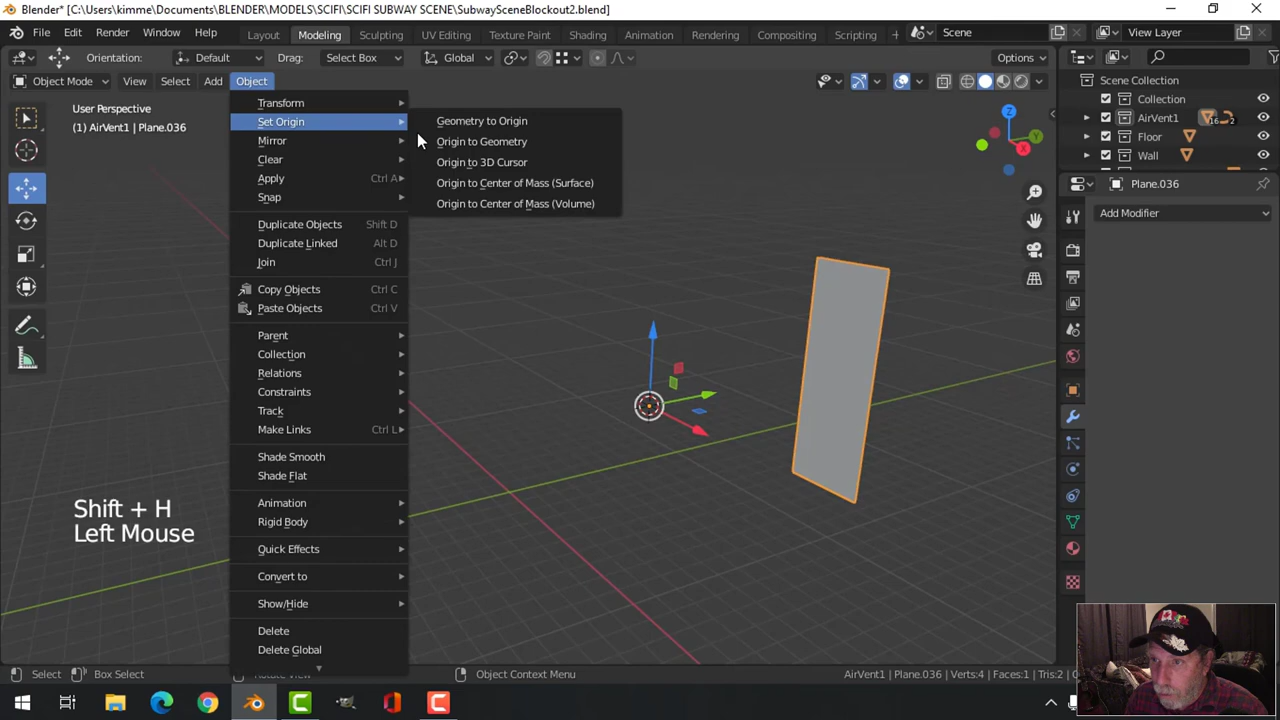 Blender* [C:\Users\kimme\Documents\BLENDER\MODELS\SCIFI\SCIFI SUBWAY SCENE\SubwaySceneBlockout2.blend]
File Edit Render Window Help Layout Modeling Sculpting UV Editing Texture Paint Shading Animation Rendering Compositing Scripting + Scene View Layer
Orientation: Default Drag: Select Box Global Options
Object Mode View Select Add Object
User Perspective
(1) AirVent1 | Plane.036
Transform
Set Origin
Mirror
Clear
Apply Ctrl A
Snap
Duplicate Objects Shift D
Duplicate Linked Alt D
Join Ctrl J
Copy Objects Ctrl C
Paste Objects Ctrl V
Parent
Collection
Relations
Constraints
Track
Make Links Ctrl L
Shade Smooth
Shade Flat
Animation
Rigid Body
Quick Effects
Convert to
Show/Hide
Delete
Delete Global
Geometry to Origin
Origin to Geometry
Origin to 3D Cursor
Origin to Center of Mass (Surface)
Origin to Center of Mass (Volume)
Z
Y
X
Scene Collection
Collection
AirVent1 16 2
Floor
Wall
Plane.036
Add Modifier
Shift + H
Left Mouse
Select Box Select Rotate View Object Context Menu AirVent1 | Plane.036 | Verts:4 | Faces:1 | Tris:2